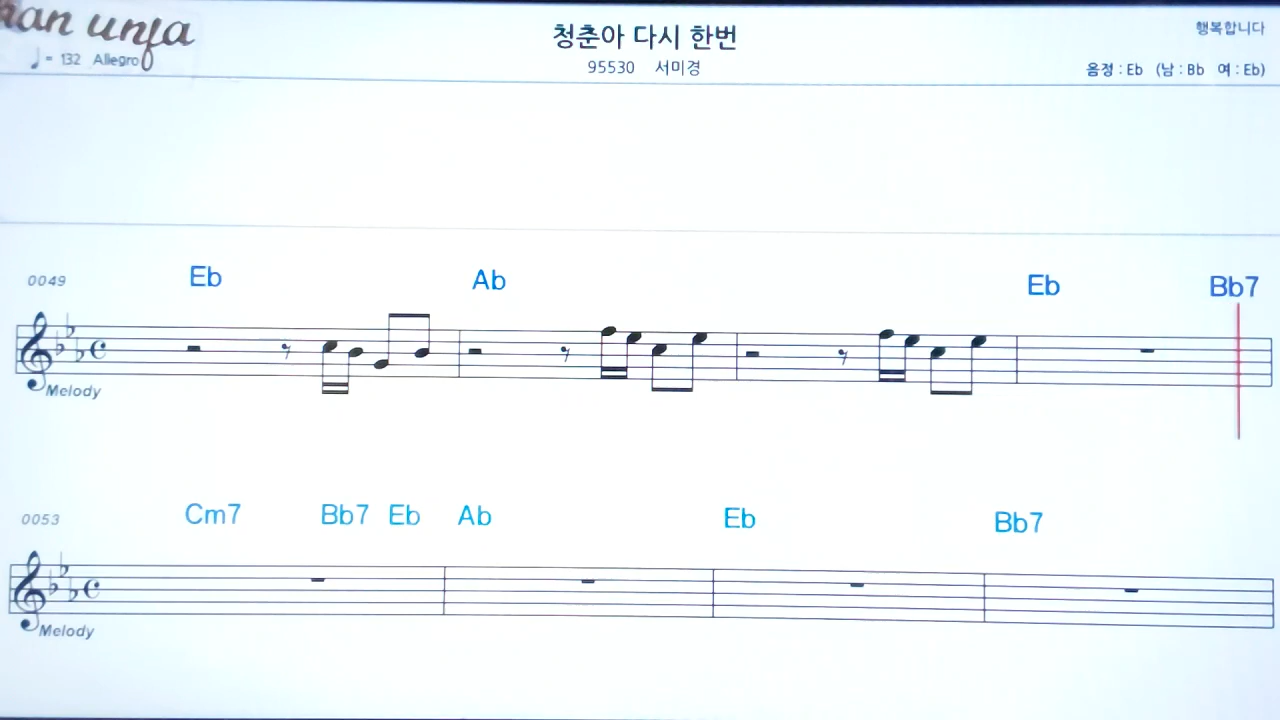 청춘아 다시 한번
행복합니다
♩= 132 Allegro
95530 서미경
음정 : Eb (남 : Bb 여 : Eb)
0049 Eb Ab Eb Bb7
Melody
0053 Cm7 Bb7 Eb Ab Eb Bb7
Melody